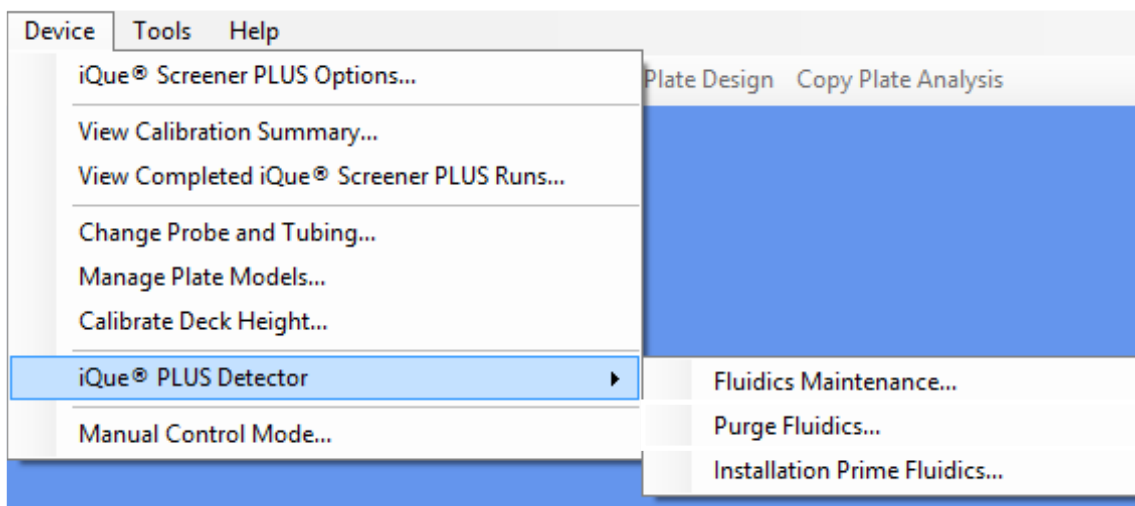 Device Tools Help
iQue® Screener PLUS Options...
Plate Design Copy Plate Analysis
View Calibration Summary...
View Completed iQue® Screener PLUS Runs...
Change Probe and Tubing...
Manage Plate Models...
Calibrate Deck Height...
iQue® PLUS Detector
Fluidics Maintenance...
Purge Fluidics...
Installation Prime Fluidics...
Manual Control Mode...